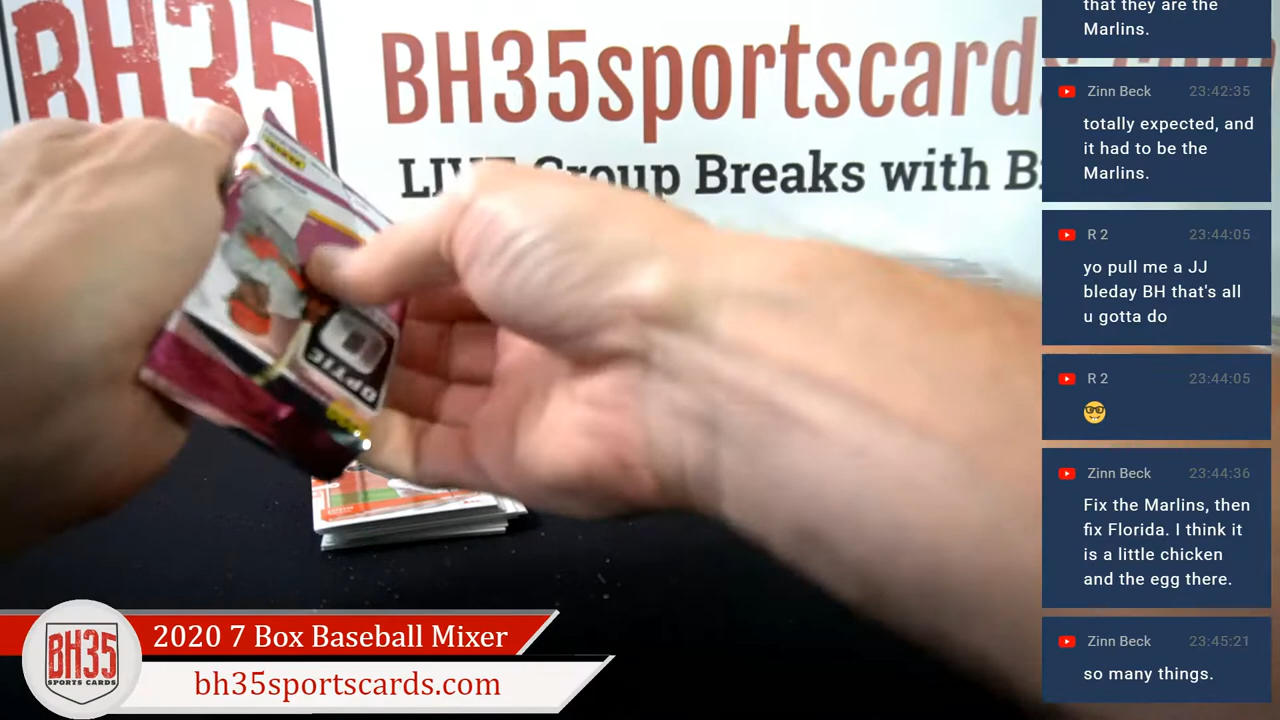 BH35
BH35sportscard
LIVE Group Breaks with B
OPTIC
that they are the
Marlins.
Zinn Beck 23:42:35
totally expected, and
it had to be the
Marlins.
R 2 23:44:05
yo pull me a JJ
bleday BH that's all
u gotta do
R 2 23:44:05
🤓
Zinn Beck 23:44:36
Fix the Marlins, then
fix Florida. I think it
is a little chicken
and the egg there.
Zinn Beck 23:45:21
so many things.
BH35
SPORTS CARDS
2020 7 Box Baseball Mixer
bh35sportscards.com